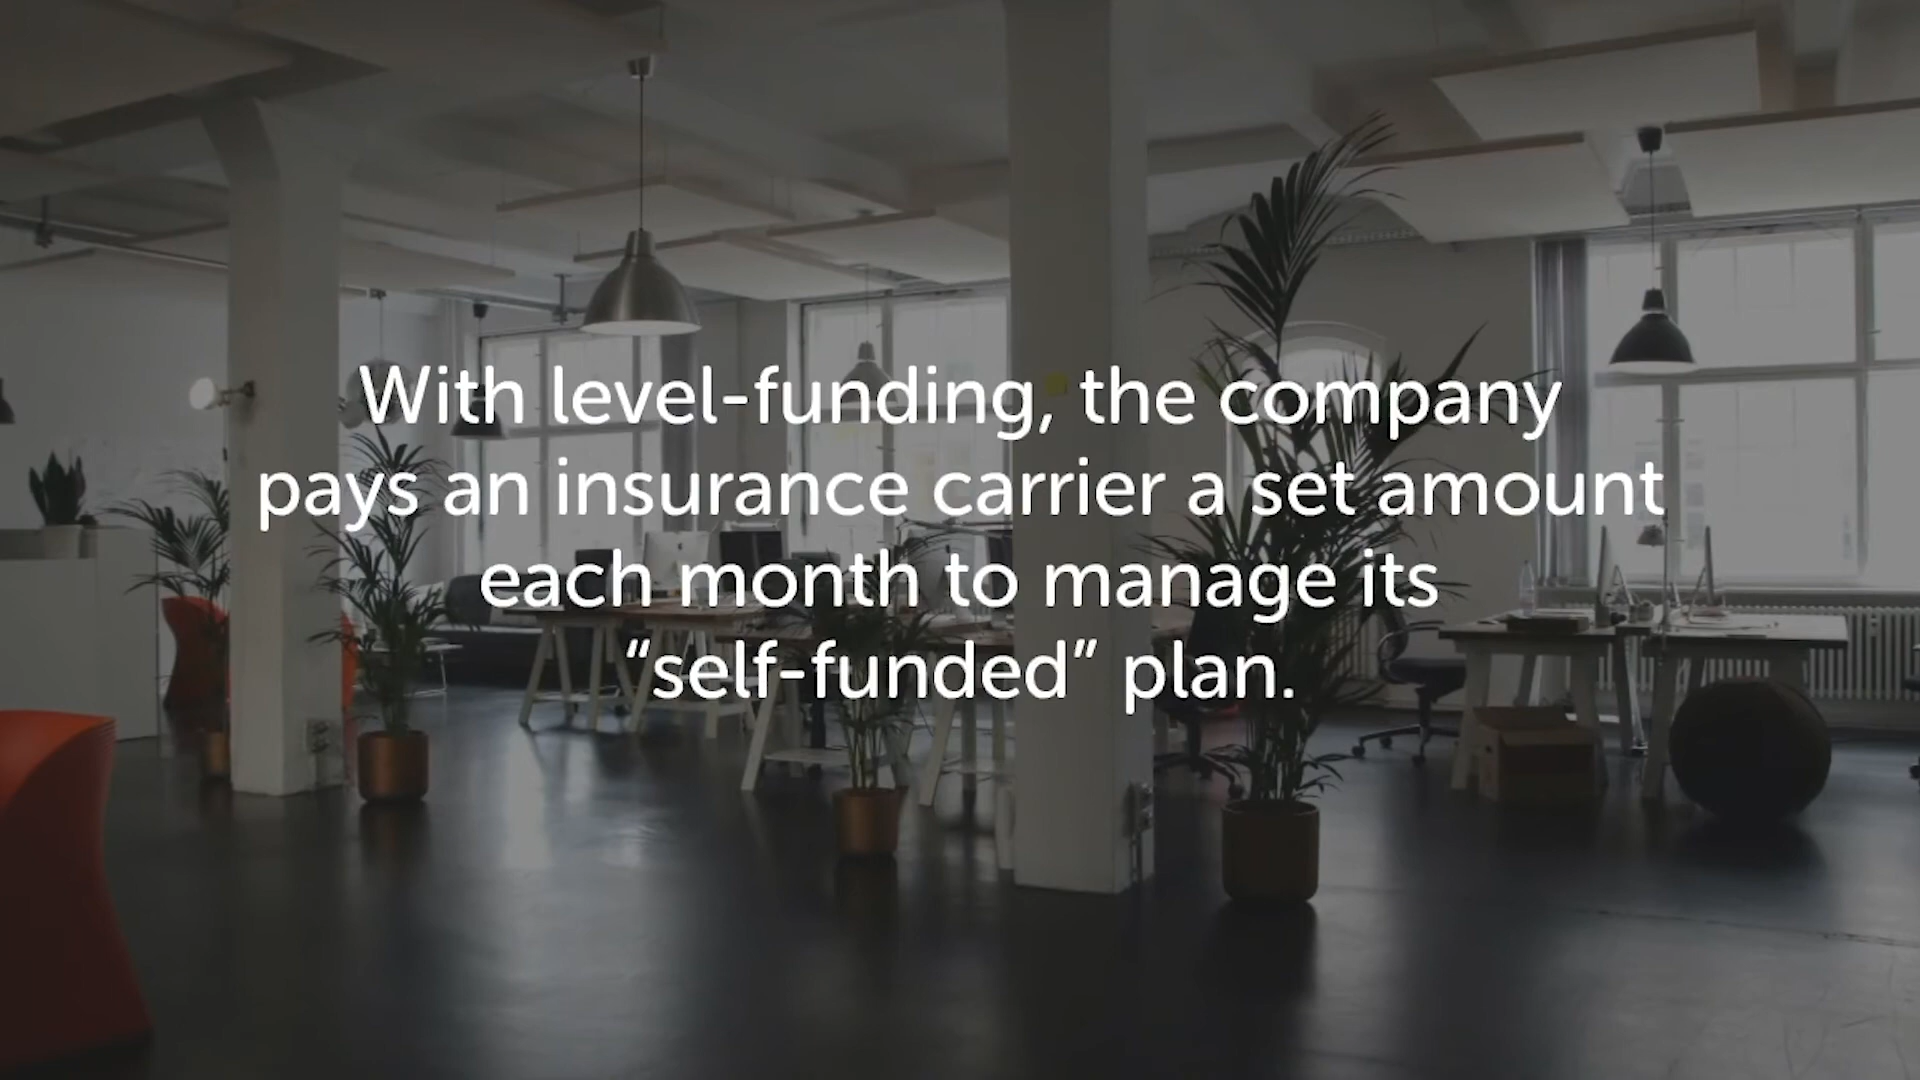 With level-funding, the company
pays an insurance carrier a set amount
each month to manage its
“self-funded” plan.